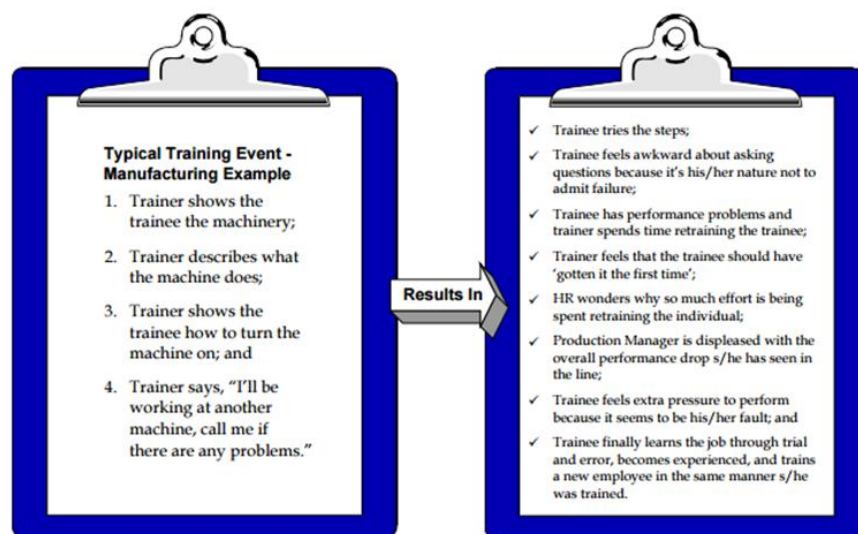 Typical Training Event -
Manufacturing Example
1. Trainer shows the
trainee the machinery;
2. Trainer describes what
the machine does;
3. Trainer shows the
trainee how to turn the
machine on; and
4. Trainer says, “I’ll be
working at another
machine, call me if
there are any problems.”
Results In
✓ Trainee tries the steps;
✓ Trainee feels awkward about asking
questions because it’s his/her nature not to
admit failure;
✓ Trainee has performance problems and
trainer spends time retraining the trainee;
✓ Trainer feels that the trainee should have
‘gotten it the first time’;
✓ HR wonders why so much effort is being
spent retraining the individual;
✓ Production Manager is displeased with the
overall performance drop s/he has seen in
the line;
✓ Trainee feels extra pressure to perform
because it seems to be his/her fault; and
✓ Trainee finally learns the job through trial
and error, becomes experienced, and trains
a new employee in the same manner s/he
was trained.